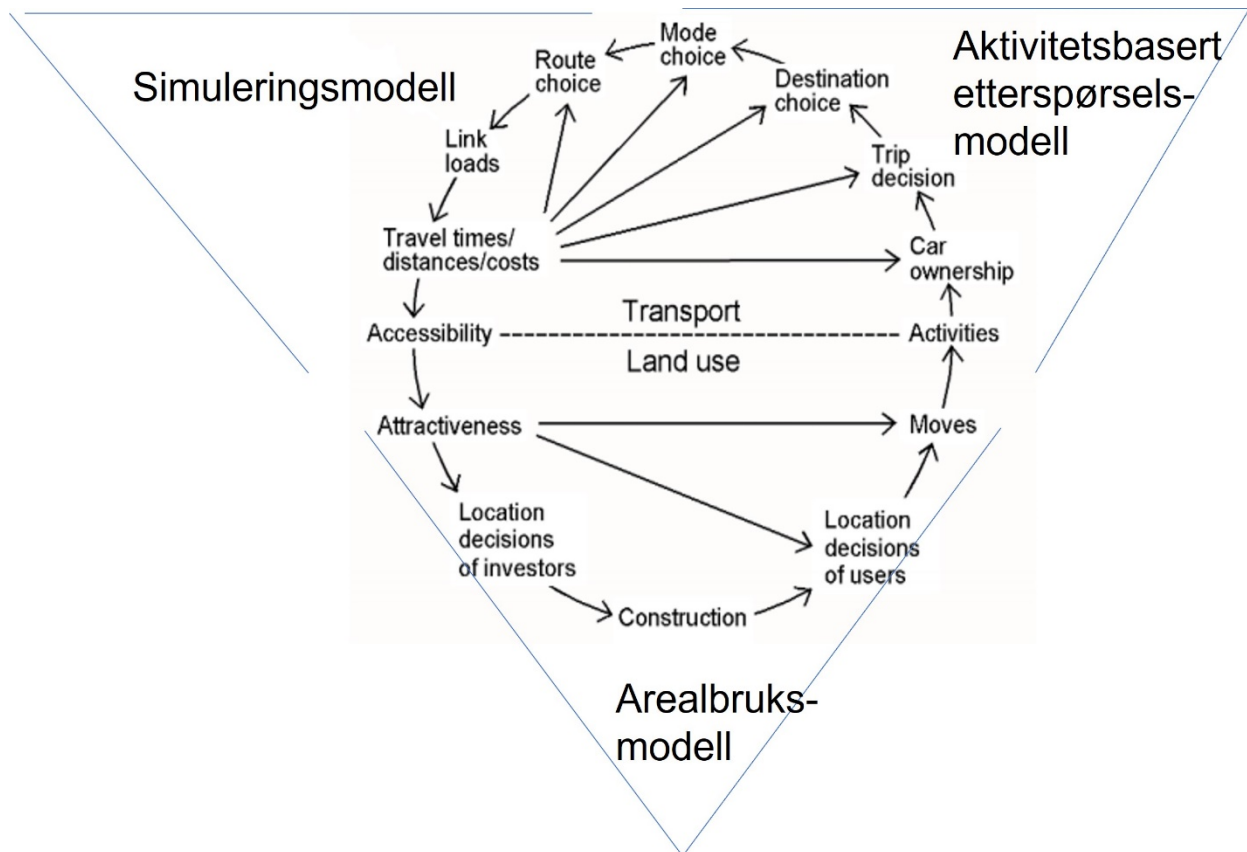 Simuleringsmodell
Aktivitetsbasert
etterspørsels-
modell
Mode
choice
Route
choice
Destination
choice
Link
loads
Trip
decision
Travel times/
distances/costs
Car
ownership
Transport
Accessibility
Activities
Land use
Attractiveness
Moves
Location
decisions
of investors
Location
decisions
of users
Construction
Arealbruks-
modell